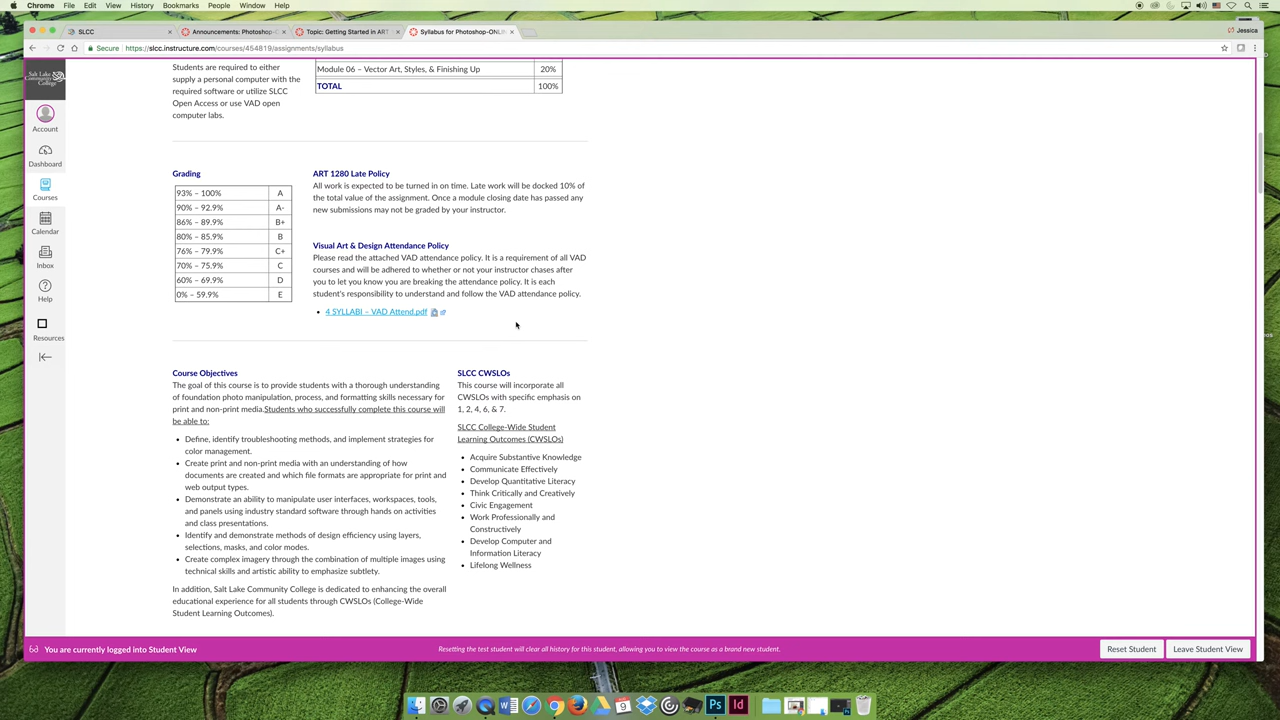 Chrome File Edit View History Bookmarks People Window Help
SLCC
Announcements: Photoshop-
Topic: Getting Started in ART
Syllabus for Photoshop-ONLIN
Jessica
Secure https://slcc.instructure.com/courses/454819/assignments/syllabus
Salt Lake
Community
College
Account
Dashboard
Courses
Calendar
Inbox
Help
Resources
Students are required to either
supply a personal computer with the
required software or utilize SLCC
Open Access or use VAD open
computer labs.
Module 06 – Vector Art, Styles, & Finishing Up 20%
TOTAL 100%
Grading
93% – 100% A
90% – 92.9% A-
86% – 89.9% B+
80% – 85.9% B
76% – 79.9% C+
70% – 75.9% C
60% – 69.9% D
0% – 59.9% E
ART 1280 Late Policy
All work is expected to be turned in on time. Late work will be docked 10% of
the total value of the assignment. Once a module closing date has passed any
new submissions may not be graded by your instructor.
Visual Art & Design Attendance Policy
Please read the attached VAD attendance policy. It is a requirement of all VAD
courses and will be adhered to whether or not your instructor chases after
you to let you know you are breaking the attendance policy. It is each
student's responsibility to understand and follow the VAD attendance policy.
• 4 SYLLABI – VAD Attend.pdf
Course Objectives
The goal of this course is to provide students with a thorough understanding
of foundation photo manipulation, process, and formatting skills necessary for
print and non-print media.Students who successfully complete this course will
be able to:
• Define, identify troubleshooting methods, and implement strategies for
color management.
• Create print and non-print media with an understanding of how
documents are created and which file formats are appropriate for print and
web output types.
• Demonstrate an ability to manipulate user interfaces, workspaces, tools,
and panels using industry standard software through hands on activities
and class presentations.
• Identify and demonstrate methods of design efficiency using layers,
selections, masks, and color modes.
• Create complex imagery through the combination of multiple images using
technical skills and artistic ability to emphasize subtlety.
In addition, Salt Lake Community College is dedicated to enhancing the overall
educational experience for all students through CWSLOs (College-Wide
Student Learning Outcomes).
SLCC CWSLOs
This course will incorporate all
CWSLOs with specific emphasis on
1, 2, 4, 6, & 7.
SLCC College-Wide Student
Learning Outcomes (CWSLOs)
• Acquire Substantive Knowledge
• Communicate Effectively
• Develop Quantitative Literacy
• Think Critically and Creatively
• Civic Engagement
• Work Professionally and
Constructively
• Develop Computer and
Information Literacy
• Lifelong Wellness
You are currently logged into Student View
Resetting the test student will clear all history for this student, allowing you to view the course as a brand new student.
Reset Student
Leave Student View
9
Ps
Id